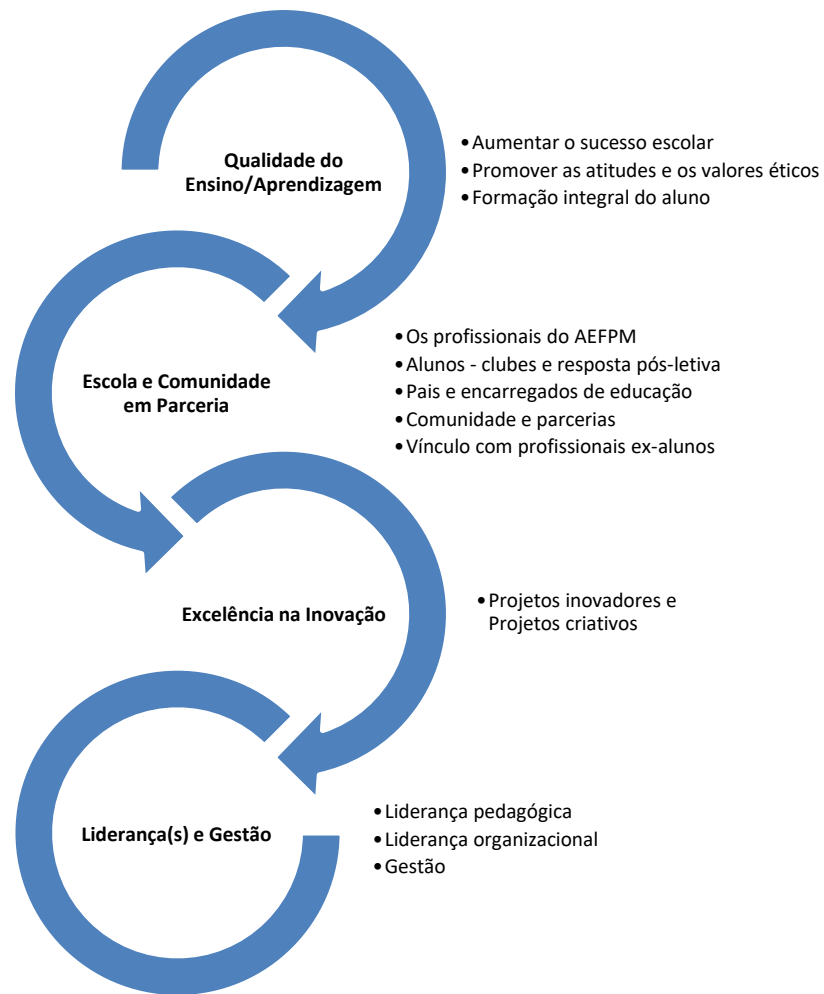 Qualidade do
Ensino/Aprendizagem
•Aumentar o sucesso escolar
•Promover as atitudes e os valores éticos
•Formação integral do aluno
Escola e Comunidade
em Parceria
•Os profissionais do AEFPM
•Alunos - clubes e resposta pós-letiva
•Pais e encarregados de educação
•Comunidade e parcerias
•Vínculo com profissionais ex-alunos
Excelência na Inovação
•Projetos inovadores e
Projetos criativos
Liderança(s) e Gestão
•Liderança pedagógica
•Liderança organizacional
•Gestão